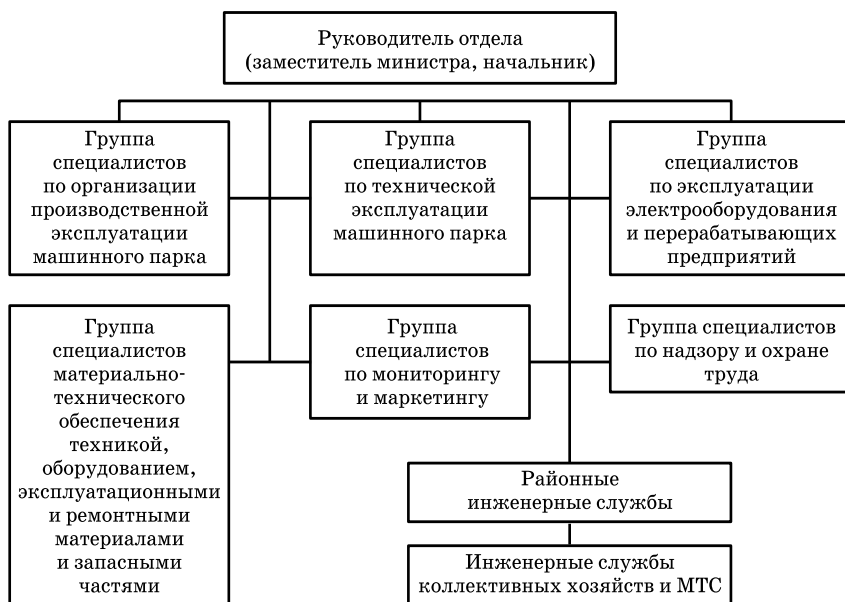 Руководитель отдела
(заместитель министра, начальник)
Группа
специалистов
по организации
производственной
эксплуатации
машинного парка
Группа
специалистов
по технической
эксплуатации
машинного парка
Группа
специалистов
по эксплуатации
электрооборудования
и перерабатывающих
предприятий
Группа
специалистов
материально-
технического
обеспечения
техникой,
оборудованием,
эксплуатационными
и ремонтными
материалами
и запасными
частями
Группа
специалистов
по мониторингу
и маркетингу
Группа специалистов
по надзору и охране
труда
Районные
инженерные службы
Инженерные службы
коллективных хозяйств и МТС